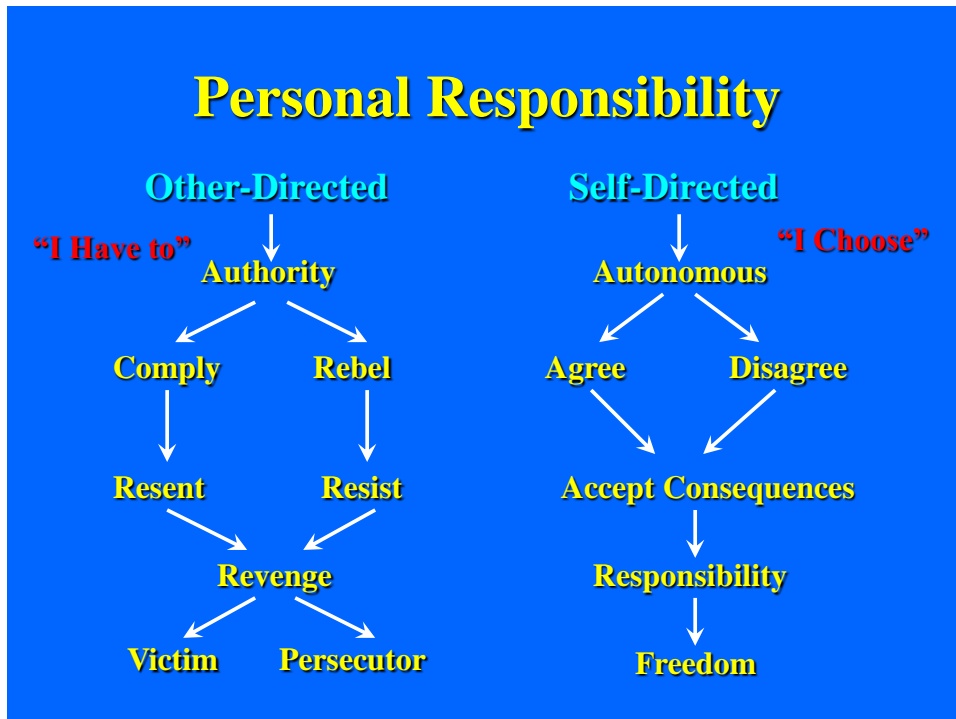 Personal Responsibility
Other-Directed Self-Directed
“I Have to” “I Choose”
Authority Autonomous
Comply Rebel Agree Disagree
Resent Resist Accept Consequences
Revenge Responsibility
Victim Persecutor Freedom